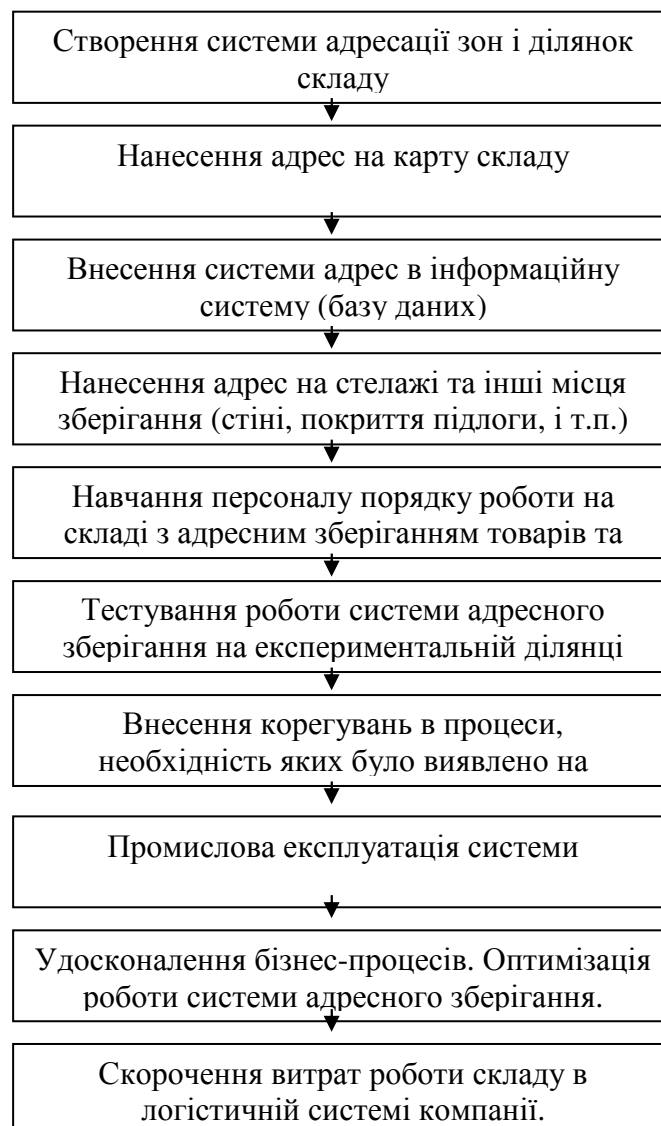 Створення системи адресації зон і ділянок
складу
Нанесення адрес на карту складу
Внесення системи адрес в інформаційну
систему (базу даних)
Нанесення адрес на стелажі та інші місця
зберігання (стіні, покриття підлоги, і т.п.)
Навчання персоналу порядку роботи на
складі з адресним зберіганням товарів та
Тестування роботи системи адресного
зберігання на експериментальній ділянці
Внесення корегувань в процеси,
необхідність яких було виявлено на
Промислова експлуатація системи
Удосконалення бізнес-процесів. Оптимізація
роботи системи адресного зберігання.
Скорочення витрат роботи складу в
логістичній системі компанії.